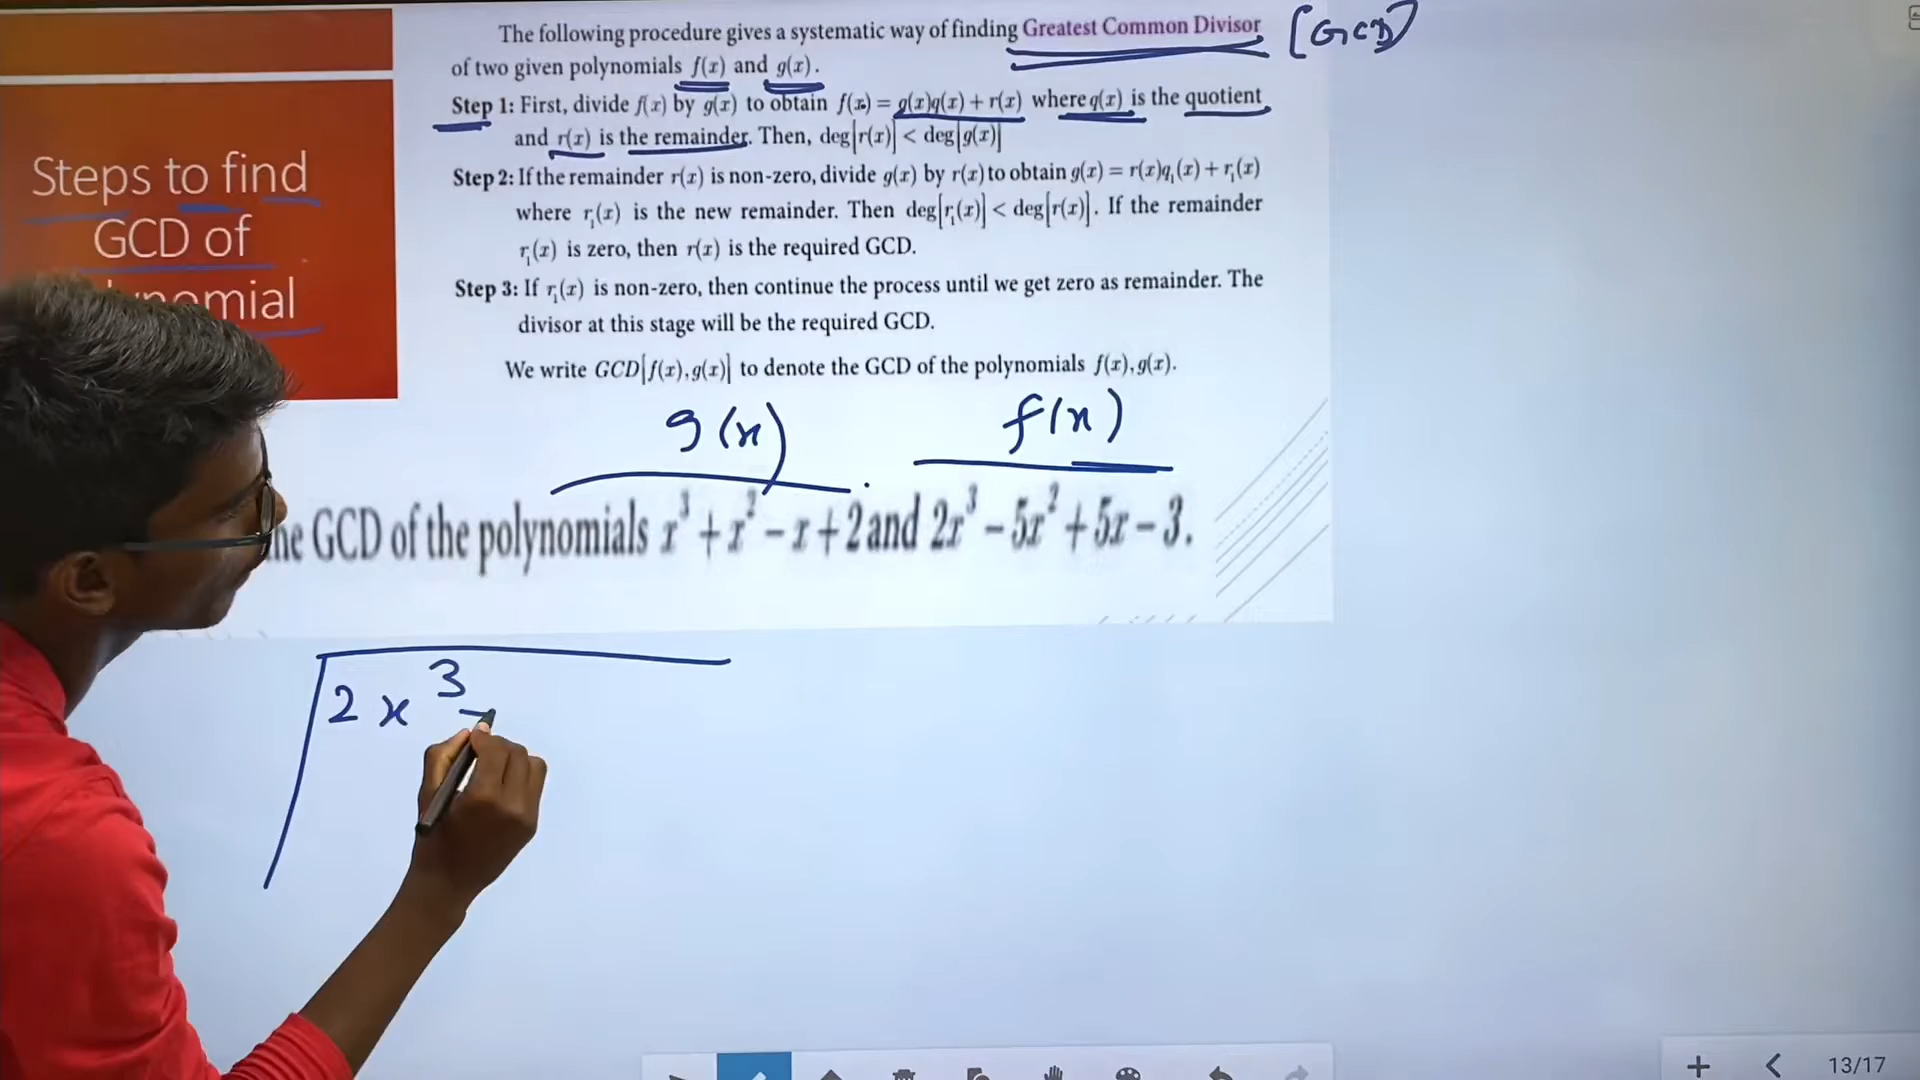 The following procedure gives a systematic way of finding Greatest Common Divisor [GCD]
of two given polynomials f(x) and g(x).
Step 1: First, divide f(x) by g(x) to obtain f(x) = g(x)q(x) + r(x) where q(x) is the quotient
and r(x) is the remainder. Then, deg[r(x)] < deg[g(x)]
Step 2: If the remainder r(x) is non-zero, divide g(x) by r(x) to obtain g(x) = r(x)q₁(x) + r₁(x)
where r₁(x) is the new remainder. Then deg[r₁(x)] < deg[r(x)]. If the remainder
r₁(x) is zero, then r(x) is the required GCD.
Step 3: If r₁(x) is non-zero, then continue the process until we get zero as remainder. The
divisor at this stage will be the required GCD.
We write GCD[f(x), g(x)] to denote the GCD of the polynomials f(x), g(x).
Steps to find
GCD of
g(x) f(x)
GCD of the polynomials x³ + x² − x + 2 and 2x³ − 5x² + 5x − 3.
2x³ −
13/17